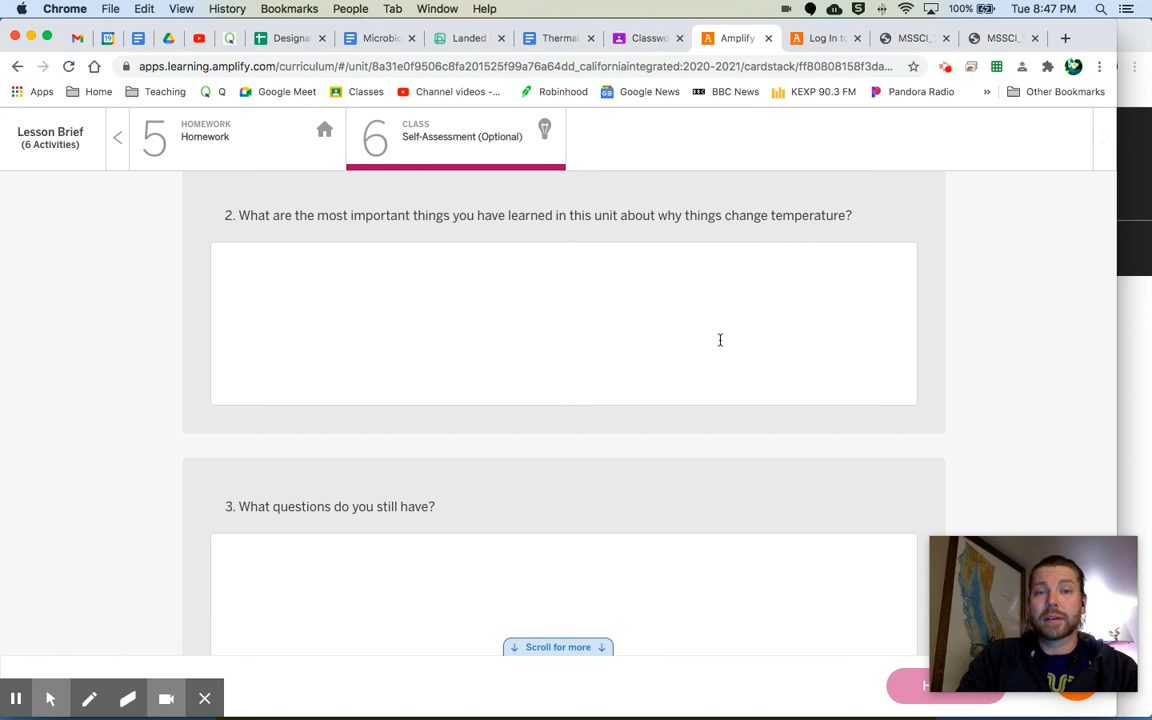 Chrome File Edit View History Bookmarks People Tab Window Help 100% Tue 8:47 PM
Designa Microbio Landed Thermal Classwo Amplify Log In to MSSCI_ MSSCI_
apps.learning.amplify.com/curriculum/#/unit/8a31e0f9506c8fa201525f99a76a64dd_californiaintegrated:2020-2021/cardstack/ff80808158f3da...
Apps Home Teaching Q Google Meet Classes Channel videos -... Robinhood Google News BBC News KEXP 90.3 FM Pandora Radio » Other Bookmarks
Lesson Brief
(6 Activities)
5 HOMEWORK
Homework
6 CLASS
Self-Assessment (Optional)
2. What are the most important things you have learned in this unit about why things change temperature?
3. What questions do you still have?
Scroll for more